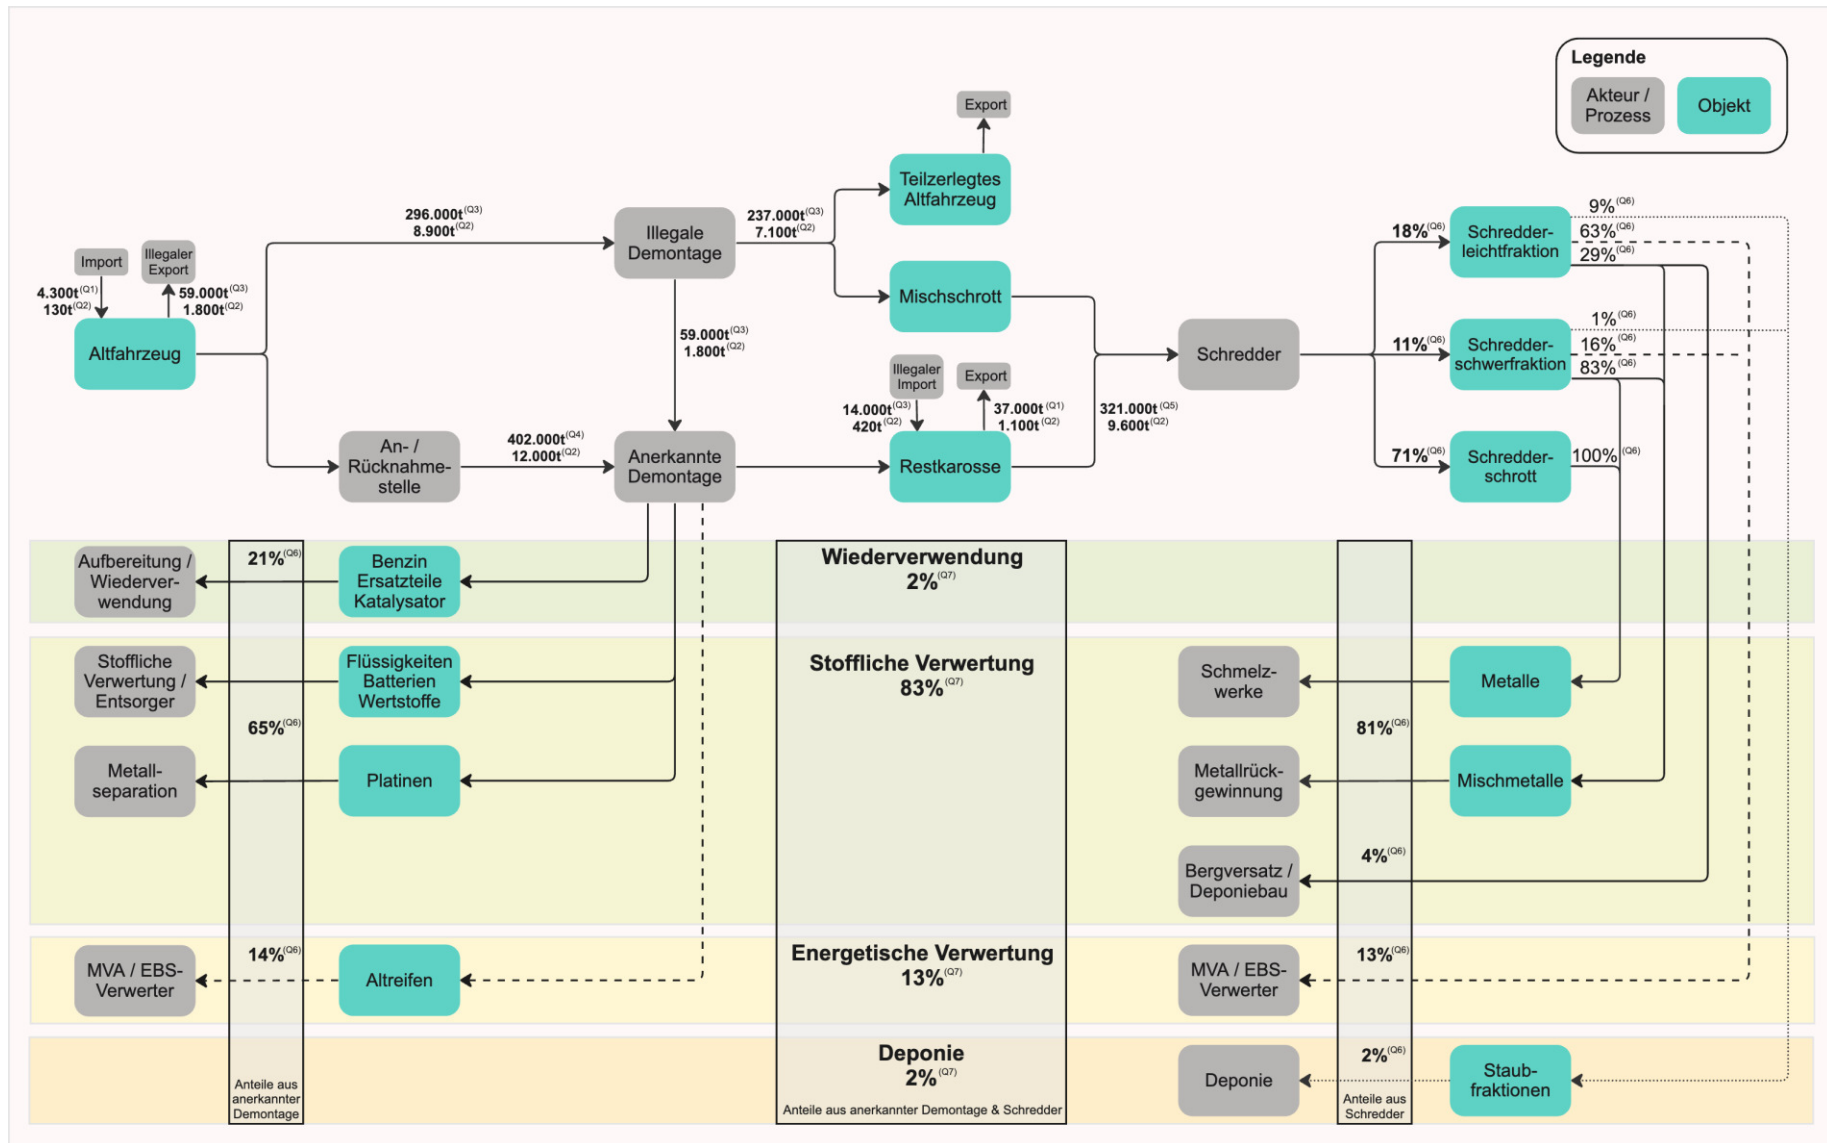 Legende
Akteur /
Prozess
Objekt
Export
Teilzerlegtes
Altfahrzeug
296.000t(Q3)
8.900t(Q2)
Illegale
Demontage
237.000t(Q3)
7.100t(Q2)
Import
Illegaler
Export
4.300t(Q1)
130t(Q2)
59.000t(Q3)
1.800t(Q2)
Altfahrzeug
Mischschrott
59.000t(Q3)
1.800t(Q2)
Schredder
18%(Q6)
Schredder-
leichtfraktion
9%(Q6)
63%(Q6)
29%(Q6)
11%(Q6)
Schredder-
schwerfraktion
1%(Q6)
16%(Q6)
83%(Q6)
71%(Q6)
Schredder-
schrott
100%(Q6)
Illegaler
Import
Export
14.000t(Q3)
420t(Q2)
37.000t(Q1)
1.100t(Q2)
321.000t(Q5)
9.600t(Q2)
An- /
Rücknahme-
stelle
402.000t(Q4)
12.000t(Q2)
Anerkannte
Demontage
Restkarosse
Aufbereitung /
Wiederver-
wendung
21%(Q6)
Benzin
Ersatzteile
Katalysator
Wiederverwendung
2%(Q7)
Stoffliche
Verwertung /
Entsorger
Flüssigkeiten
Batterien
Wertstoffe
Stoffliche Verwertung
83%(Q7)
Schmelz-
werke
Metalle
65%(Q6)
81%(Q6)
Metall-
separation
Platinen
Metallrück-
gewinnung
Mischmetalle
4%(Q6)
Bergversatz /
Deponiebau
MVA / EBS-
Verwerter
14%(Q6)
Altreifen
Energetische Verwertung
13%(Q7)
MVA / EBS-
Verwerter
13%(Q6)
Deponie
2%(Q7)
Deponie
2%(Q6)
Staub-
fraktionen
Anteile aus
anerkannter
Demontage
Anteile aus anerkannter Demontage & Schredder
Anteile aus
Schredder